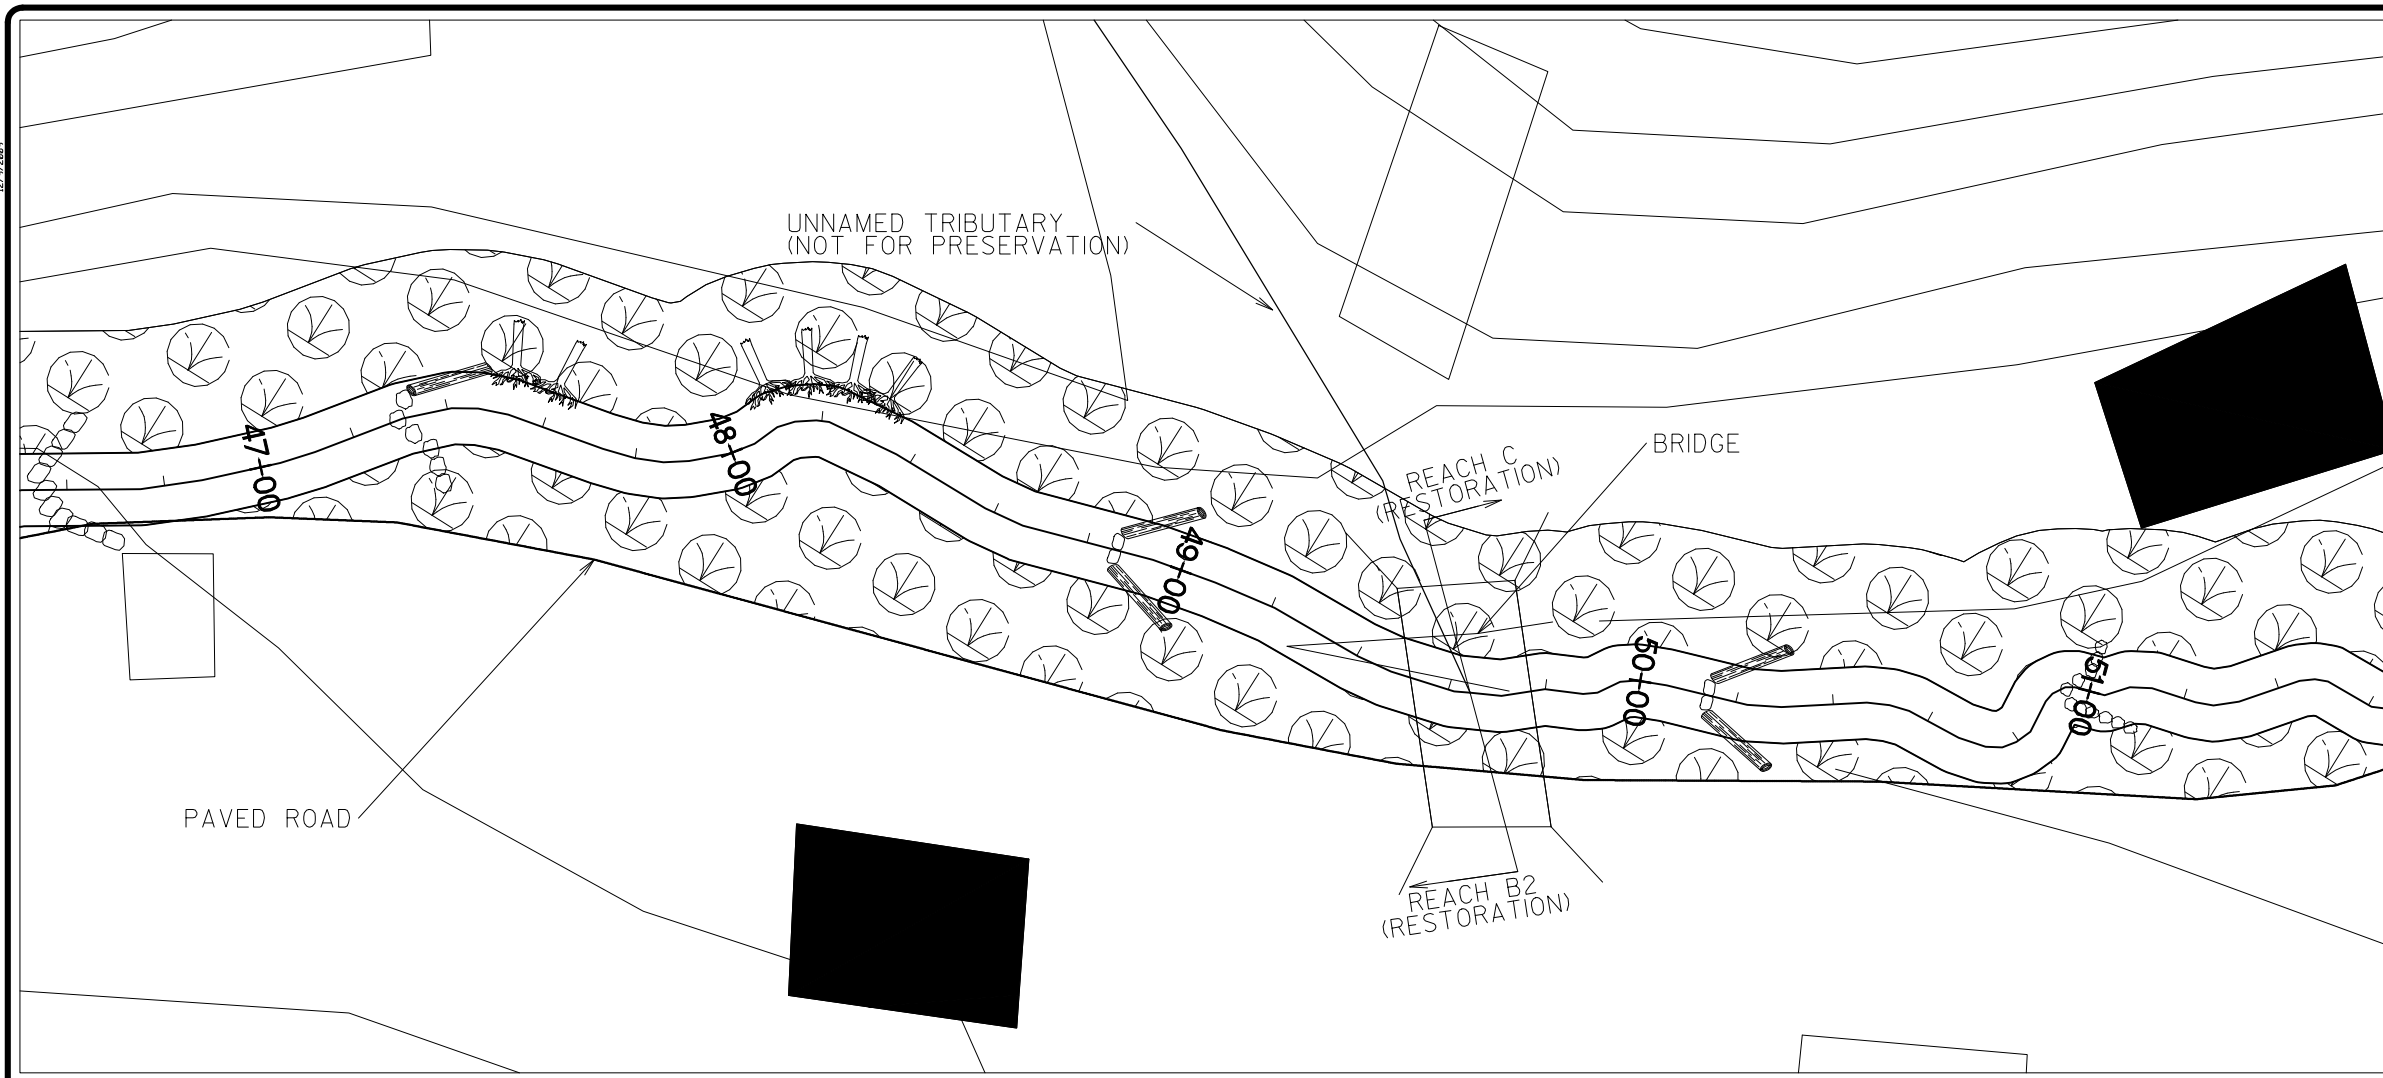 UNNAMED TRIBUTARY
(NOT FOR PRESERVATION)
REACH C
(RESTORATION)
BRIDGE
47+00
48+00
49+00
50+00
51+00
PAVED ROAD
REACH B2
(RESTORATION)